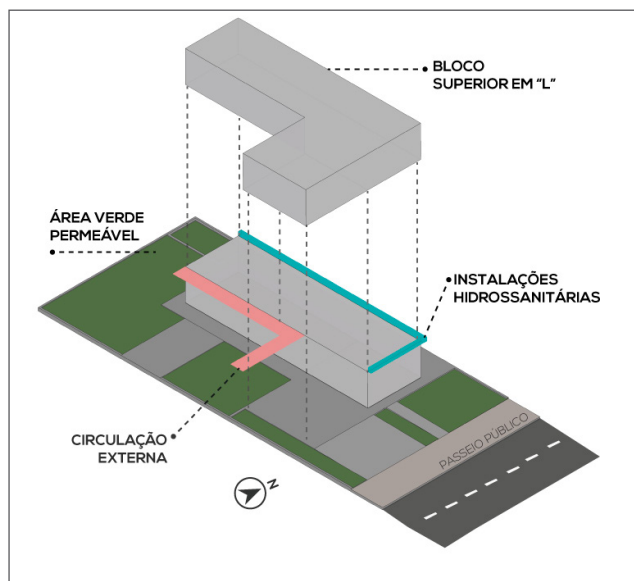 BLOCO
SUPERIOR EM “L”
ÁREA VERDE
PERMEÁVEL
INSTALAÇÕES
HIDROSSANITÁRIAS
CIRCULAÇÃO
EXTERNA
PASSEIO PÚBLICO
N